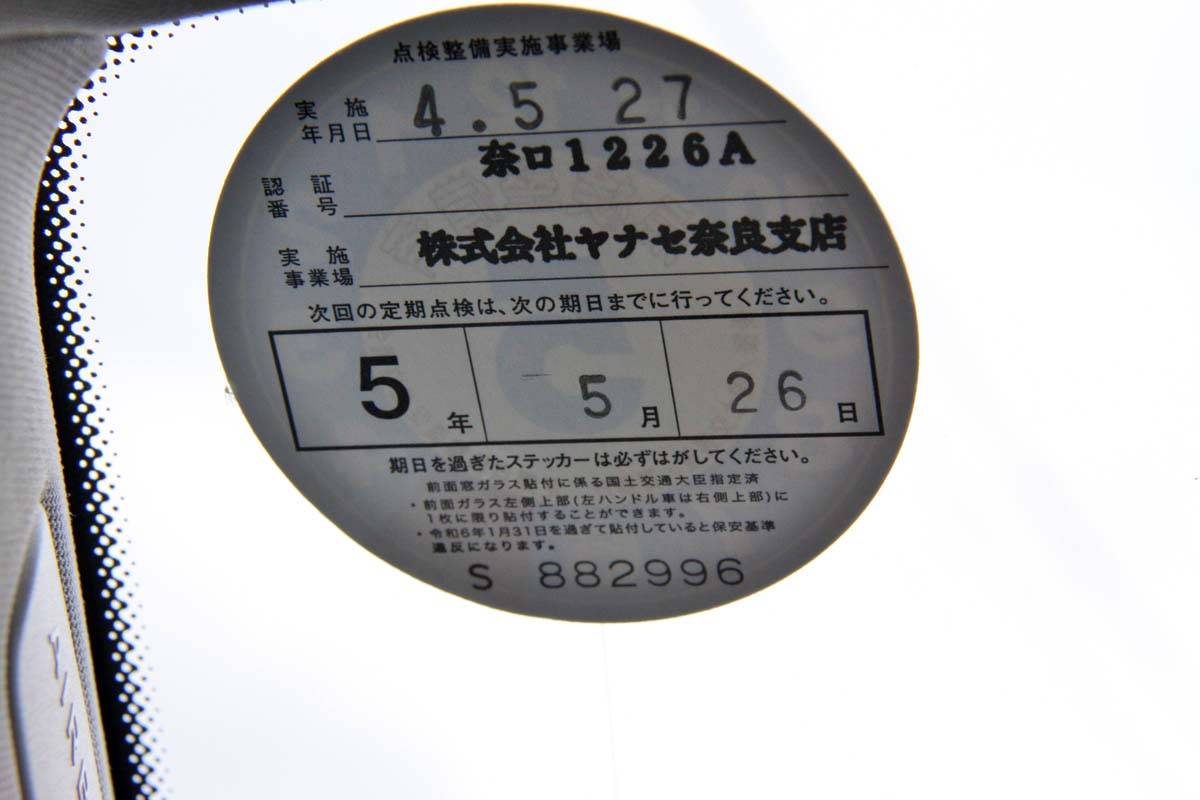 点検整備実施事業場
実施年月日 4.5 27
認証番号 奈ロ1226A
実施事業場 株式会社ヤナセ奈良支店
次回の定期点検は、次の期日までに行ってください。
5年 5月 26日
期日を過ぎたステッカーは必ずはがしてください。
前面窓ガラス貼付に係る国土交通大臣指定済
・前面ガラス左側上部(左ハンドル車は右側上部)に
1枚に限り貼付することができます。
・令和6年1月31日を過ぎて貼付していると保安基準
違反になります。
S 882996